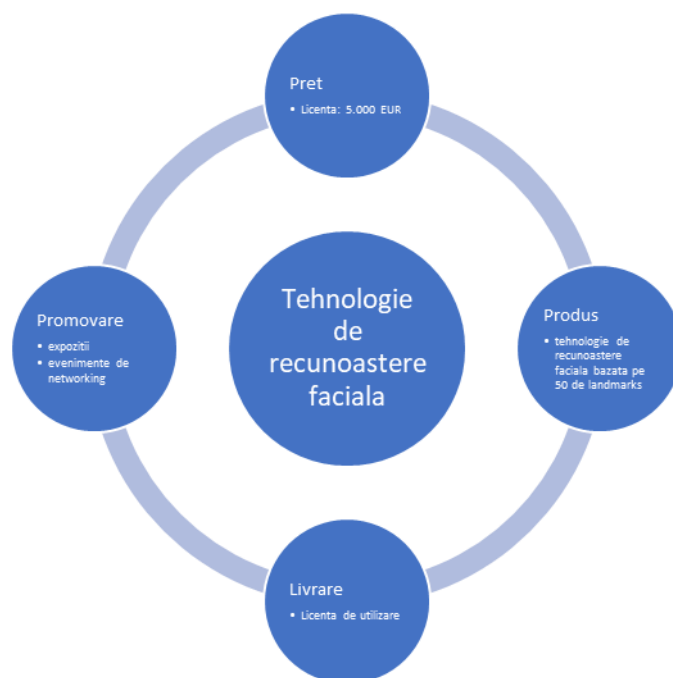 Pret
▪ Licenta: 5.000 EUR
Promovare
▪ expozitii
▪ evenimente de
networking
Tehnologie
de
recunoastere
faciala
Produs
▪ tehnologie de
recunoastere
faciala bazata pe
50 de landmarks
Livrare
▪ Licenta de utilizare